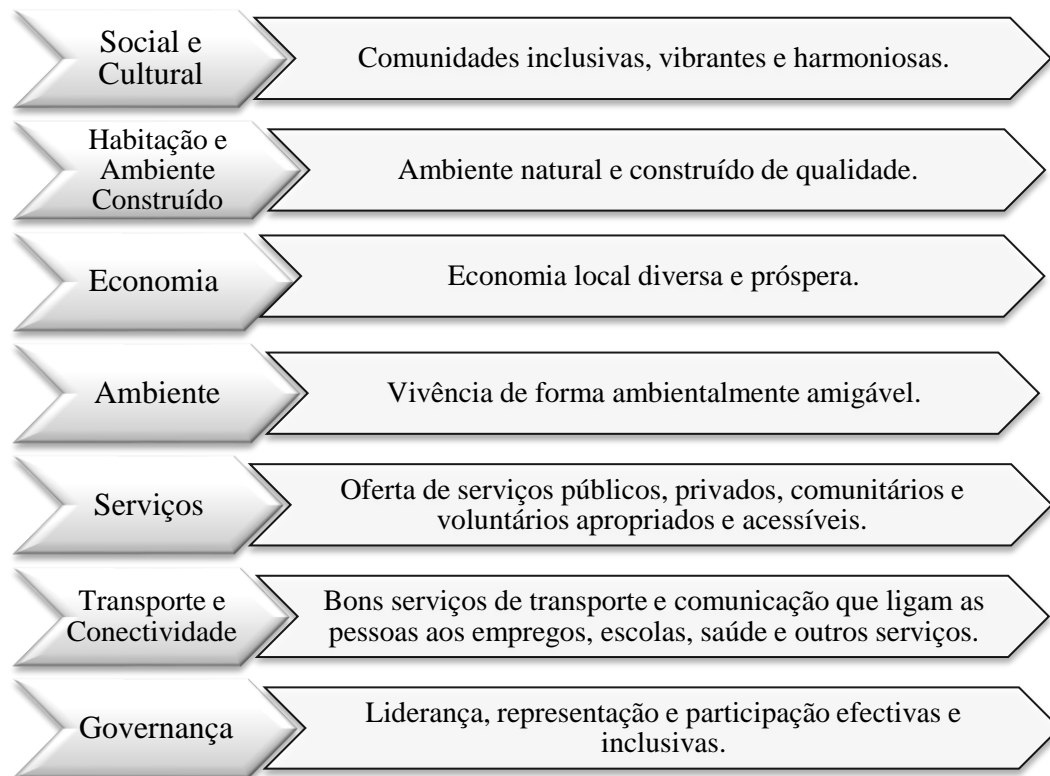 Social e
Cultural
Comunidades inclusivas, vibrantes e harmoniosas.
Habitação e
Ambiente
Construído
Ambiente natural e construído de qualidade.
Economia
Economia local diversa e próspera.
Ambiente
Vivência de forma ambientalmente amigável.
Serviços
Oferta de serviços públicos, privados, comunitários e
voluntários apropriados e acessíveis.
Transporte e
Conectividade
Bons serviços de transporte e comunicação que ligam as
pessoas aos empregos, escolas, saúde e outros serviços.
Governança
Liderança, representação e participação efectivas e
inclusivas.